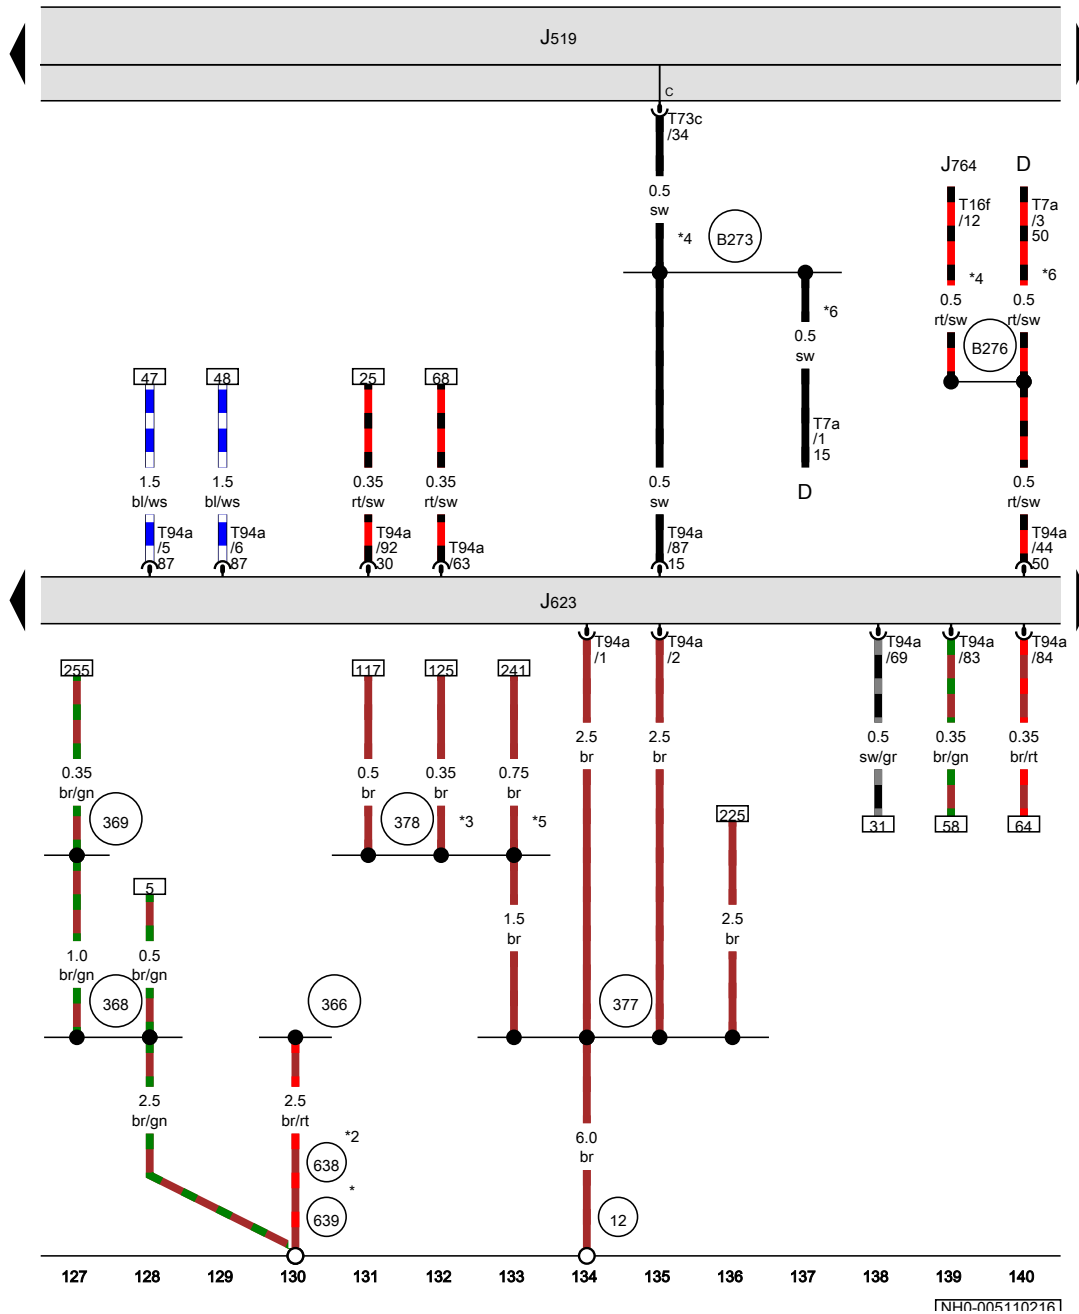 J519
c
T73c
/34
J764
D
0.5
sw
T16f
/12
T7a
/3
50
*4
B273
*4
*6
0.5
rt/sw
0.5
rt/sw
*6
0.5
sw
B276
47
48
25
68
T7a
/1
15
D
1.5
bl/ws
1.5
bl/ws
0.35
rt/sw
0.35
rt/sw
0.5
sw
0.5
rt/sw
T94a
/5
87
T94a
/6
87
T94a
/92
30
T94a
/63
T94a
/87
15
T94a
/44
50
J623
T94a
/1
T94a
/2
T94a
/69
T94a
/83
T94a
/84
255
117
125
241
0.35
br/gn
0.5
br
0.35
br
0.75
br
2.5
br
2.5
br
0.5
sw/gr
0.35
br/gn
0.35
br/rt
369
378
*3
*5
225
31
58
64
5
1.0
br/gn
0.5
br/gn
1.5
br
2.5
br
368
366
377
2.5
br/gn
2.5
br/rt
6.0
br
*2
638
*
639
12
127 128 129 130 131 132 133 134 135 136 137 138 139 140
NH0-005110216